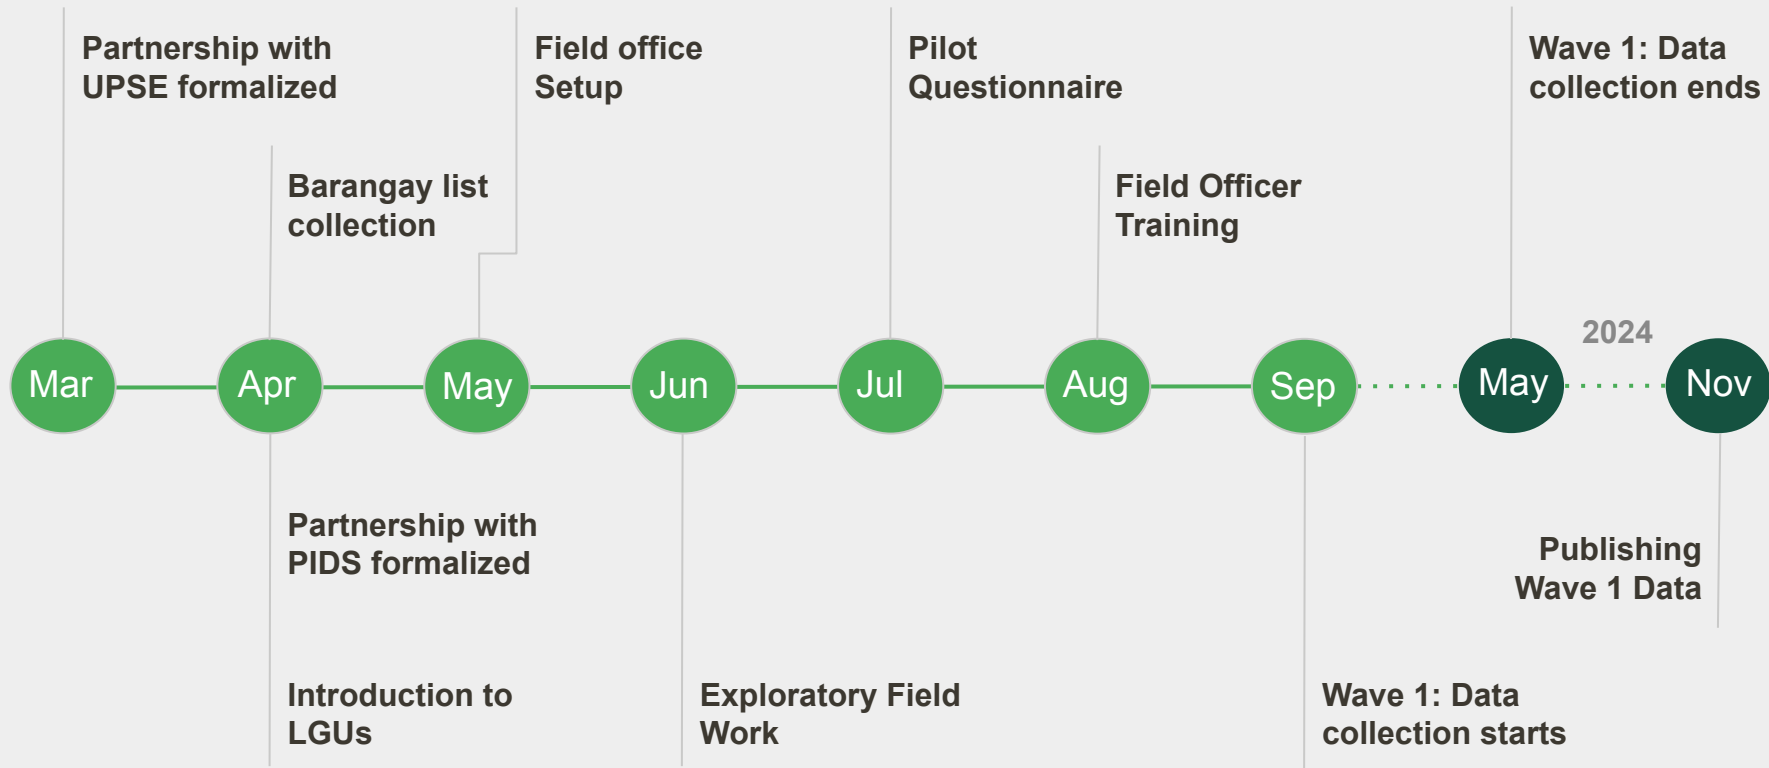 Partnership with
UPSE formalized
Field office
Setup
Pilot
Questionnaire
Wave 1: Data
collection ends
Barangay list
collection
Field Officer
Training
2024
Mar
Apr
May
Jun
Jul
Aug
Sep
May
Nov
Partnership with
PIDS formalized
Publishing
Wave 1 Data
Introduction to
LGUs
Exploratory Field
Work
Wave 1: Data
collection starts